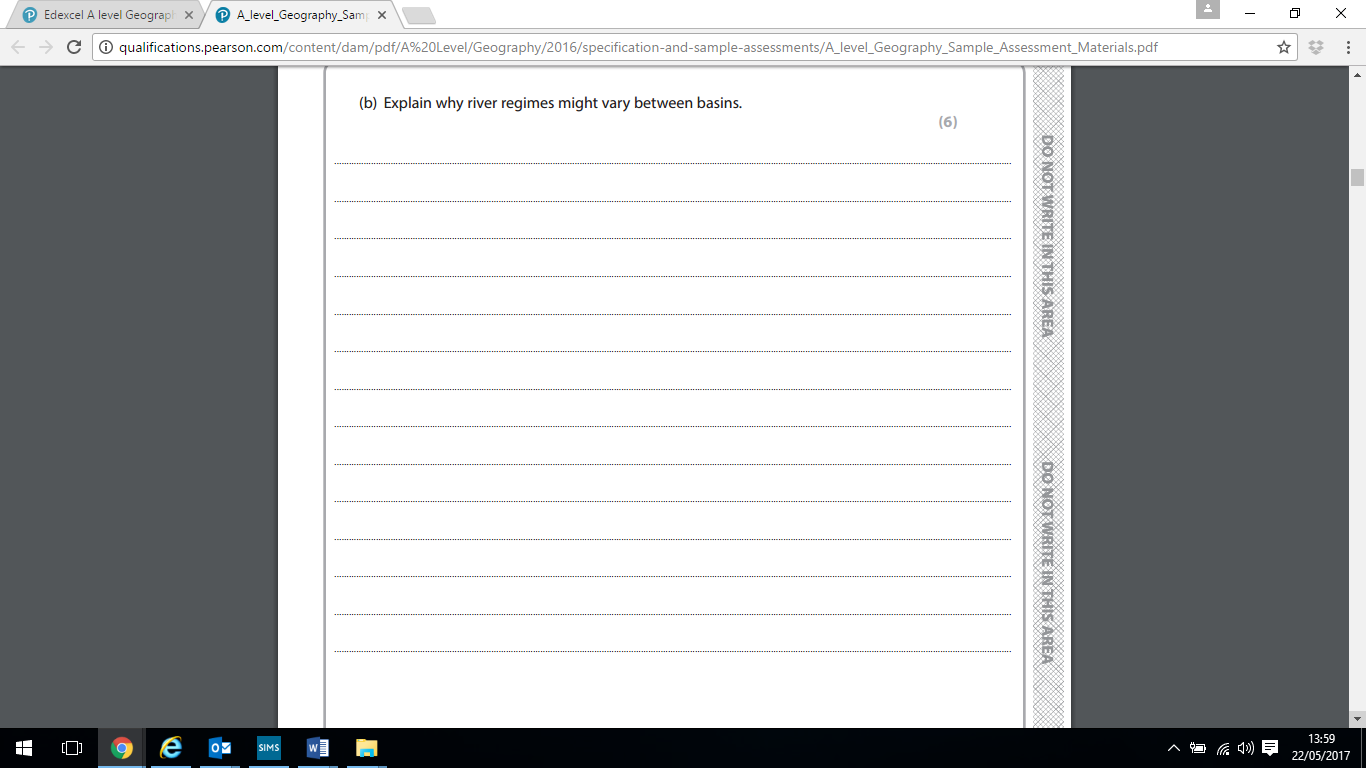 Edexcel A level Geograph
A_level_Geography_Sam
qualifications.pearson.com/content/dam/pdf/A%20Level/Geography/2016/specification-and-sample-assessments/A_level_Geography_Sample_Assessment_Materials.pdf
(b) Explain why river regimes might vary between basins.
(6)
DO NOT WRITE IN THIS AREA
DO NOT WRITE IN THIS AREA
SIMS
13:59
22/05/2017